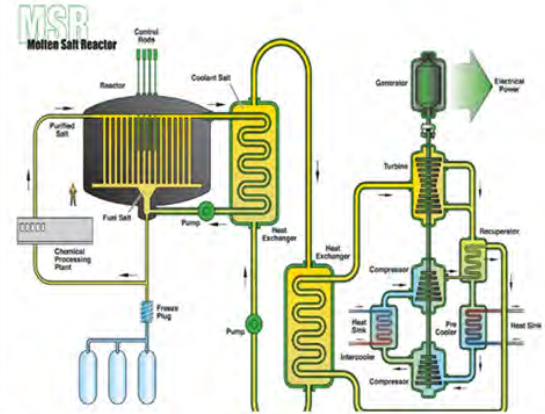 MSR
Molten Salt Reactor
Control
Rods
Reactor
Coolant Salt
Generator
Electrical
Power
Purified
Salt
Fuel Salt
Pump
Heat
Exchanger
Turbine
Chemical
Processing
Plant
Recuperator
Heat
Exchanger
Compressor
Freeze
Plug
Pump
Heat
Sink
Pre
Cooler
Heat Sink
Intercooler
Compressor